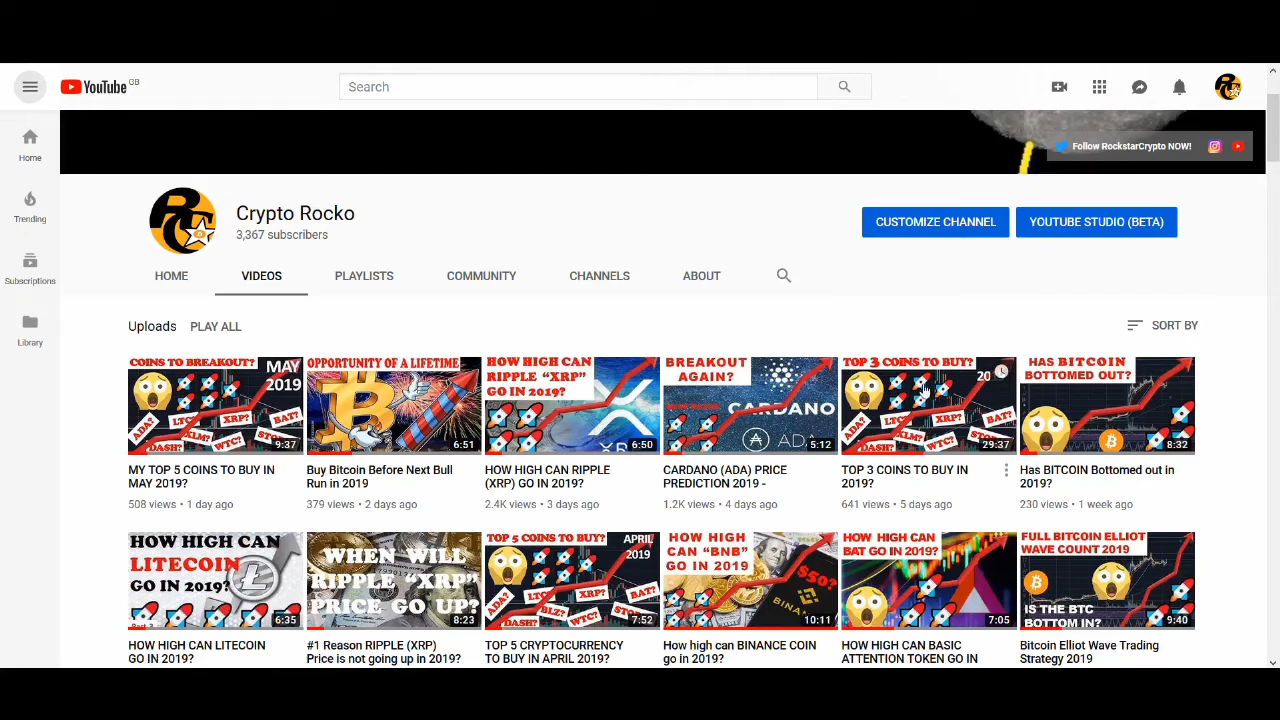 YouTube GB
Search
Home
Trending
Subscriptions
Library
Follow RockstarCrypto NOW!
Crypto Rocko
3,367 subscribers
CUSTOMIZE CHANNEL
YOUTUBE STUDIO (BETA)
HOME VIDEOS PLAYLISTS COMMUNITY CHANNELS ABOUT
Uploads PLAY ALL
SORT BY
COINS TO BREAKOUT?
MAY
2019
ADA?
LTC
XRP?
BAT?
XLM?
DASH?
WTC?
9:37
MY TOP 5 COINS TO BUY IN
MAY 2019?
508 views • 1 day ago
OPPORTUNITY OF A LIFETIME
6:51
Buy Bitcoin Before Next Bull
Run in 2019
379 views • 2 days ago
HOW HIGH CAN
RIPPLE "XRP"
GO IN 2019?
6:50
HOW HIGH CAN RIPPLE
(XRP) GO IN 2019?
2.4K views • 3 days ago
BREAKOUT
AGAIN?
CARDANO
ADA
5:12
CARDANO (ADA) PRICE
PREDICTION 2019 -
1.2K views • 4 days ago
TOP 3 COINS TO BUY?
ADA?
LTC
XRP?
BAT?
XLM?
DASH?
WTC?
29:37
TOP 3 COINS TO BUY IN
2019?
641 views • 5 days ago
HAS BITCOIN
BOTTOMED OUT?
8:32
Has BITCOIN Bottomed out in
2019?
230 views • 1 week ago
HOW HIGH CAN
LITECOIN
GO IN 2019?
6:35
HOW HIGH CAN LITECOIN
GO IN 2019?
WHEN WILL
RIPPLE "XRP"
PRICE GO UP?
8:23
#1 Reason RIPPLE (XRP)
Price is not going up in 2019?
TOP 5 COINS TO BUY?
APRIL
2019
ADA?
LTC
XRP?
BAT?
BLZ?
DASH?
WTC?
7:52
TOP 5 CRYPTOCURRENCY
TO BUY IN APRIL 2019?
HOW HIGH
CAN "BNB"
GO IN 2019
$50?
10:11
How high can BINANCE COIN
go in 2019?
HOW HIGH CAN
BAT GO IN 2019?
7:05
HOW HIGH CAN BASIC
ATTENTION TOKEN GO IN
FULL BITCOIN ELLIOT
WAVE COUNT 2019
IS THE BTC
BOTTOM IN?
9:40
Bitcoin Elliot Wave Trading
Strategy 2019